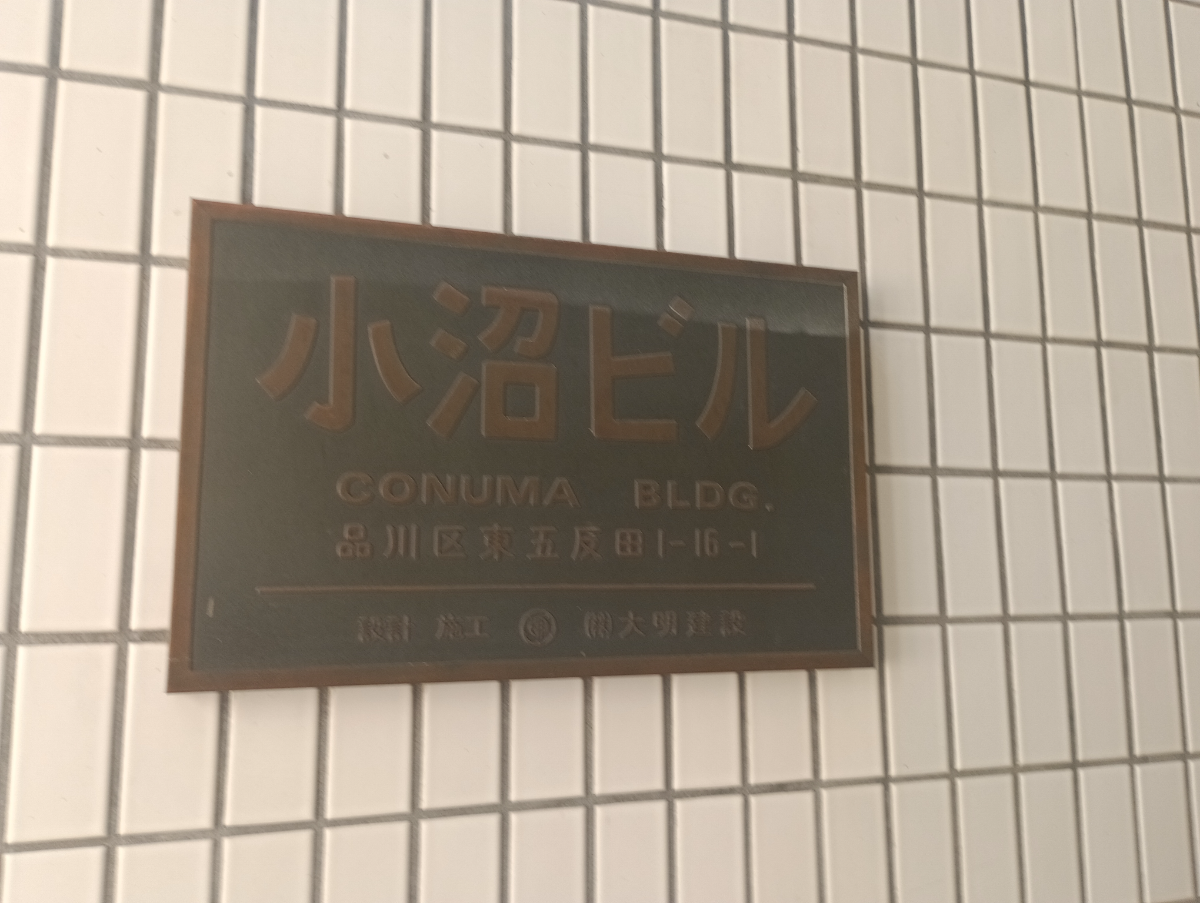 小沼ビル
CONUMA BLDG.
品川区東五反田1-16-1
設計 施工 ㈱大明建設